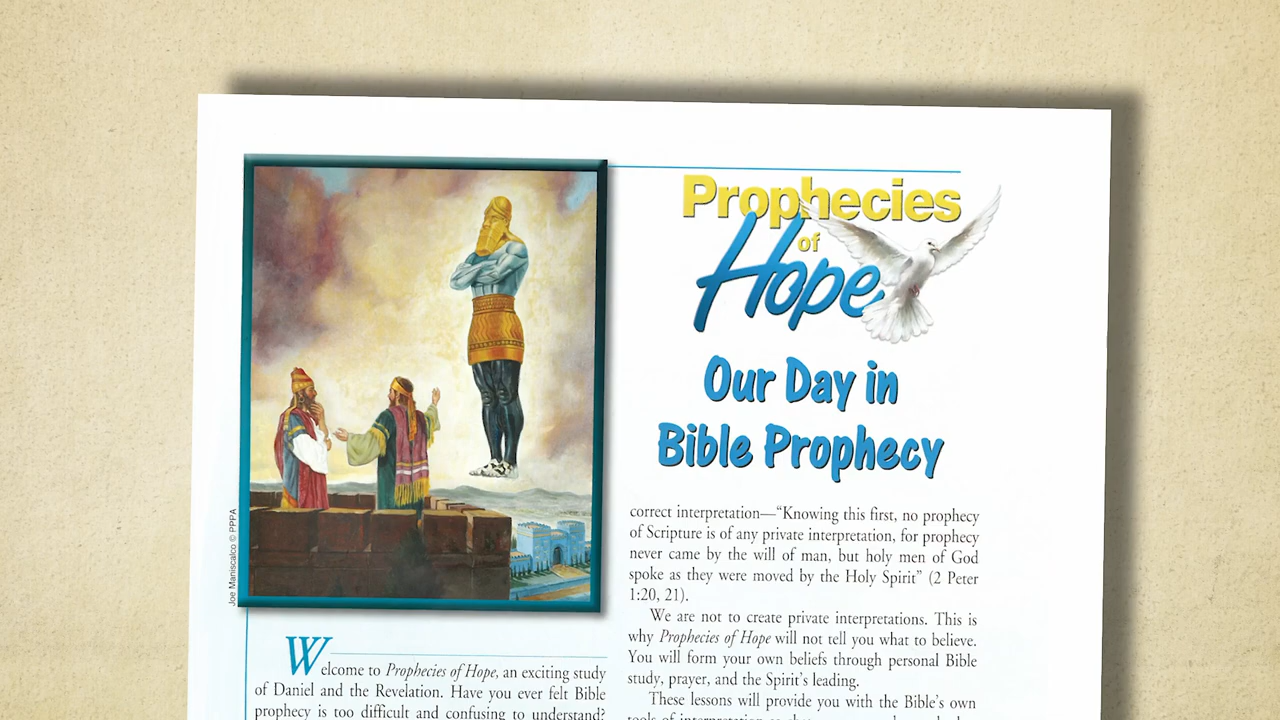 Prophecies
of
Hope
Our Day in
Bible Prophecy
Joe Maniscalco © PPPA
Welcome to Prophecies of Hope, an exciting study
of Daniel and the Revelation. Have you ever felt Bible
prophecy is too difficult and confusing to understand?
correct interpretation—“Knowing this first, no prophecy
of Scripture is of any private interpretation, for prophecy
never came by the will of man, but holy men of God
spoke as they were moved by the Holy Spirit” (2 Peter
1:20, 21).
We are not to create private interpretations. This is
why Prophecies of Hope will not tell you what to believe.
You will form your own beliefs through personal Bible
study, prayer, and the Spirit’s leading.
These lessons will provide you with the Bible’s own
tools of interpretation so that